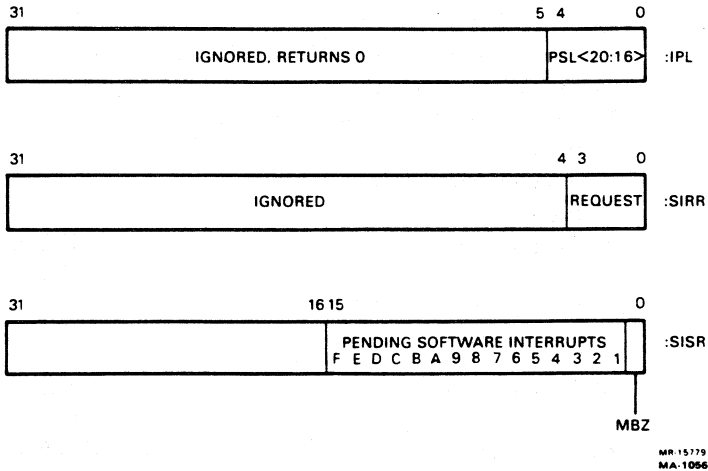 31 5 4 0
IGNORED, RETURNS 0 PSL<20:16> :IPL
31 4 3 0
IGNORED REQUEST :SIRR
31 16 15 0
PENDING SOFTWARE INTERRUPTS :SISR
F E D C B A 9 8 7 6 5 4 3 2 1
MBZ
MR-15779
MA-1056